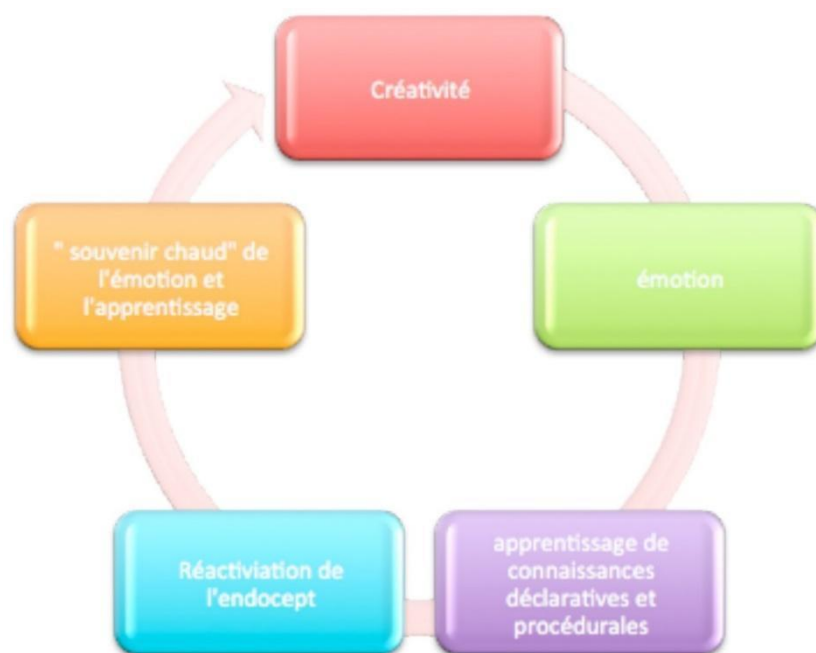 Créativité
émotion
apprentissage de
connaissances
déclaratives et
procédurales
Réactiviation de
l'endocept
" souvenir chaud" de
l'émotion et
l'apprentissage